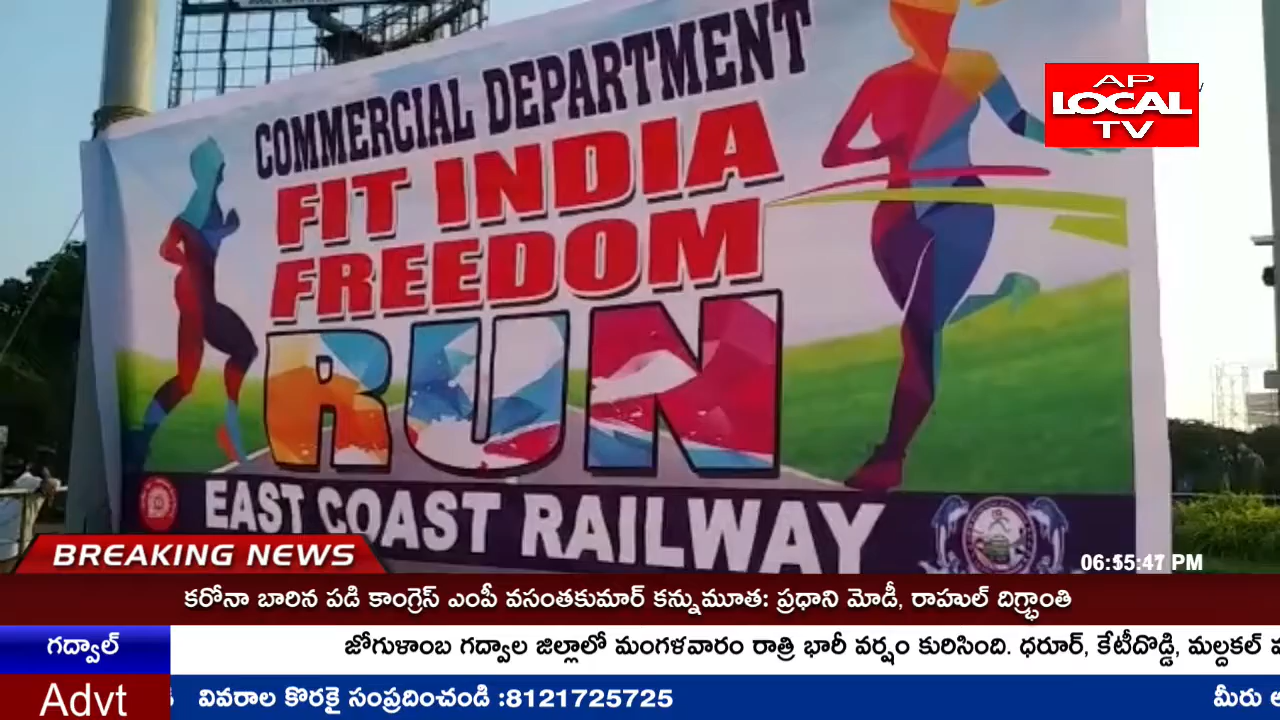 COMMERCIAL DEPARTMENT
FIT INDIA
FREEDOM
RUN
EAST COAST RAILWAY
AP
LOCAL
TV
BREAKING NEWS
06:55:47 PM
కరోనా బారిన పడి కాంగ్రెస్ ఎంపీ వసంతకుమార్ కన్నుమూత: ప్రధాని మోడీ, రాహుల్ దిగ్భ్రాంతి
గద్వాల్
జోగుళాంబ గద్వాల జిల్లాలో మంగళవారం రాత్రి భారీ వర్షం కురిసింది. ధరూర్, కేటీదొడ్డి, మల్దకల్
Advt
వివరాల కొరకై సంప్రదించండి :8121725725
మీరు